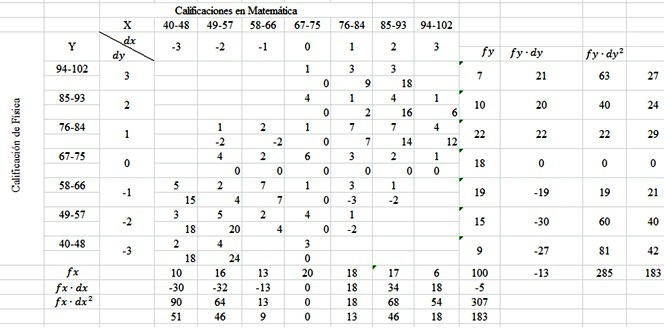 Calificaciones en Matemática
X 40-48 49-57 58-66 67-75 76-84 85-93 94-102
Y dx dy -3 -2 -1 0 1 2 3 fy fy · dy fy · dy²
Calificación de Física
94-102 3 1 3 3 7 21 63 27
0 9 18
85-93 2 4 1 4 1 10 20 40 24
0 2 16 6
76-84 1 1 2 1 7 7 4 22 22 22 29
-2 -2 0 7 14 12
67-75 0 4 2 6 3 2 1 18 0 0 0
0 0 0 0 0 0
58-66 -1 5 2 7 1 3 1 19 -19 19 21
15 4 7 0 -3 -2
49-57 -2 3 5 2 4 1 15 -30 60 40
18 20 4 0 -2
40-48 -3 2 4 3 9 -27 81 42
18 24 0
fx 10 16 13 20 18 17 6 100 -13 285 183
fx · dx -30 -32 -13 0 18 34 18 -5
fx · dx² 90 64 13 0 18 68 54 307
51 46 9 0 13 46 18 183